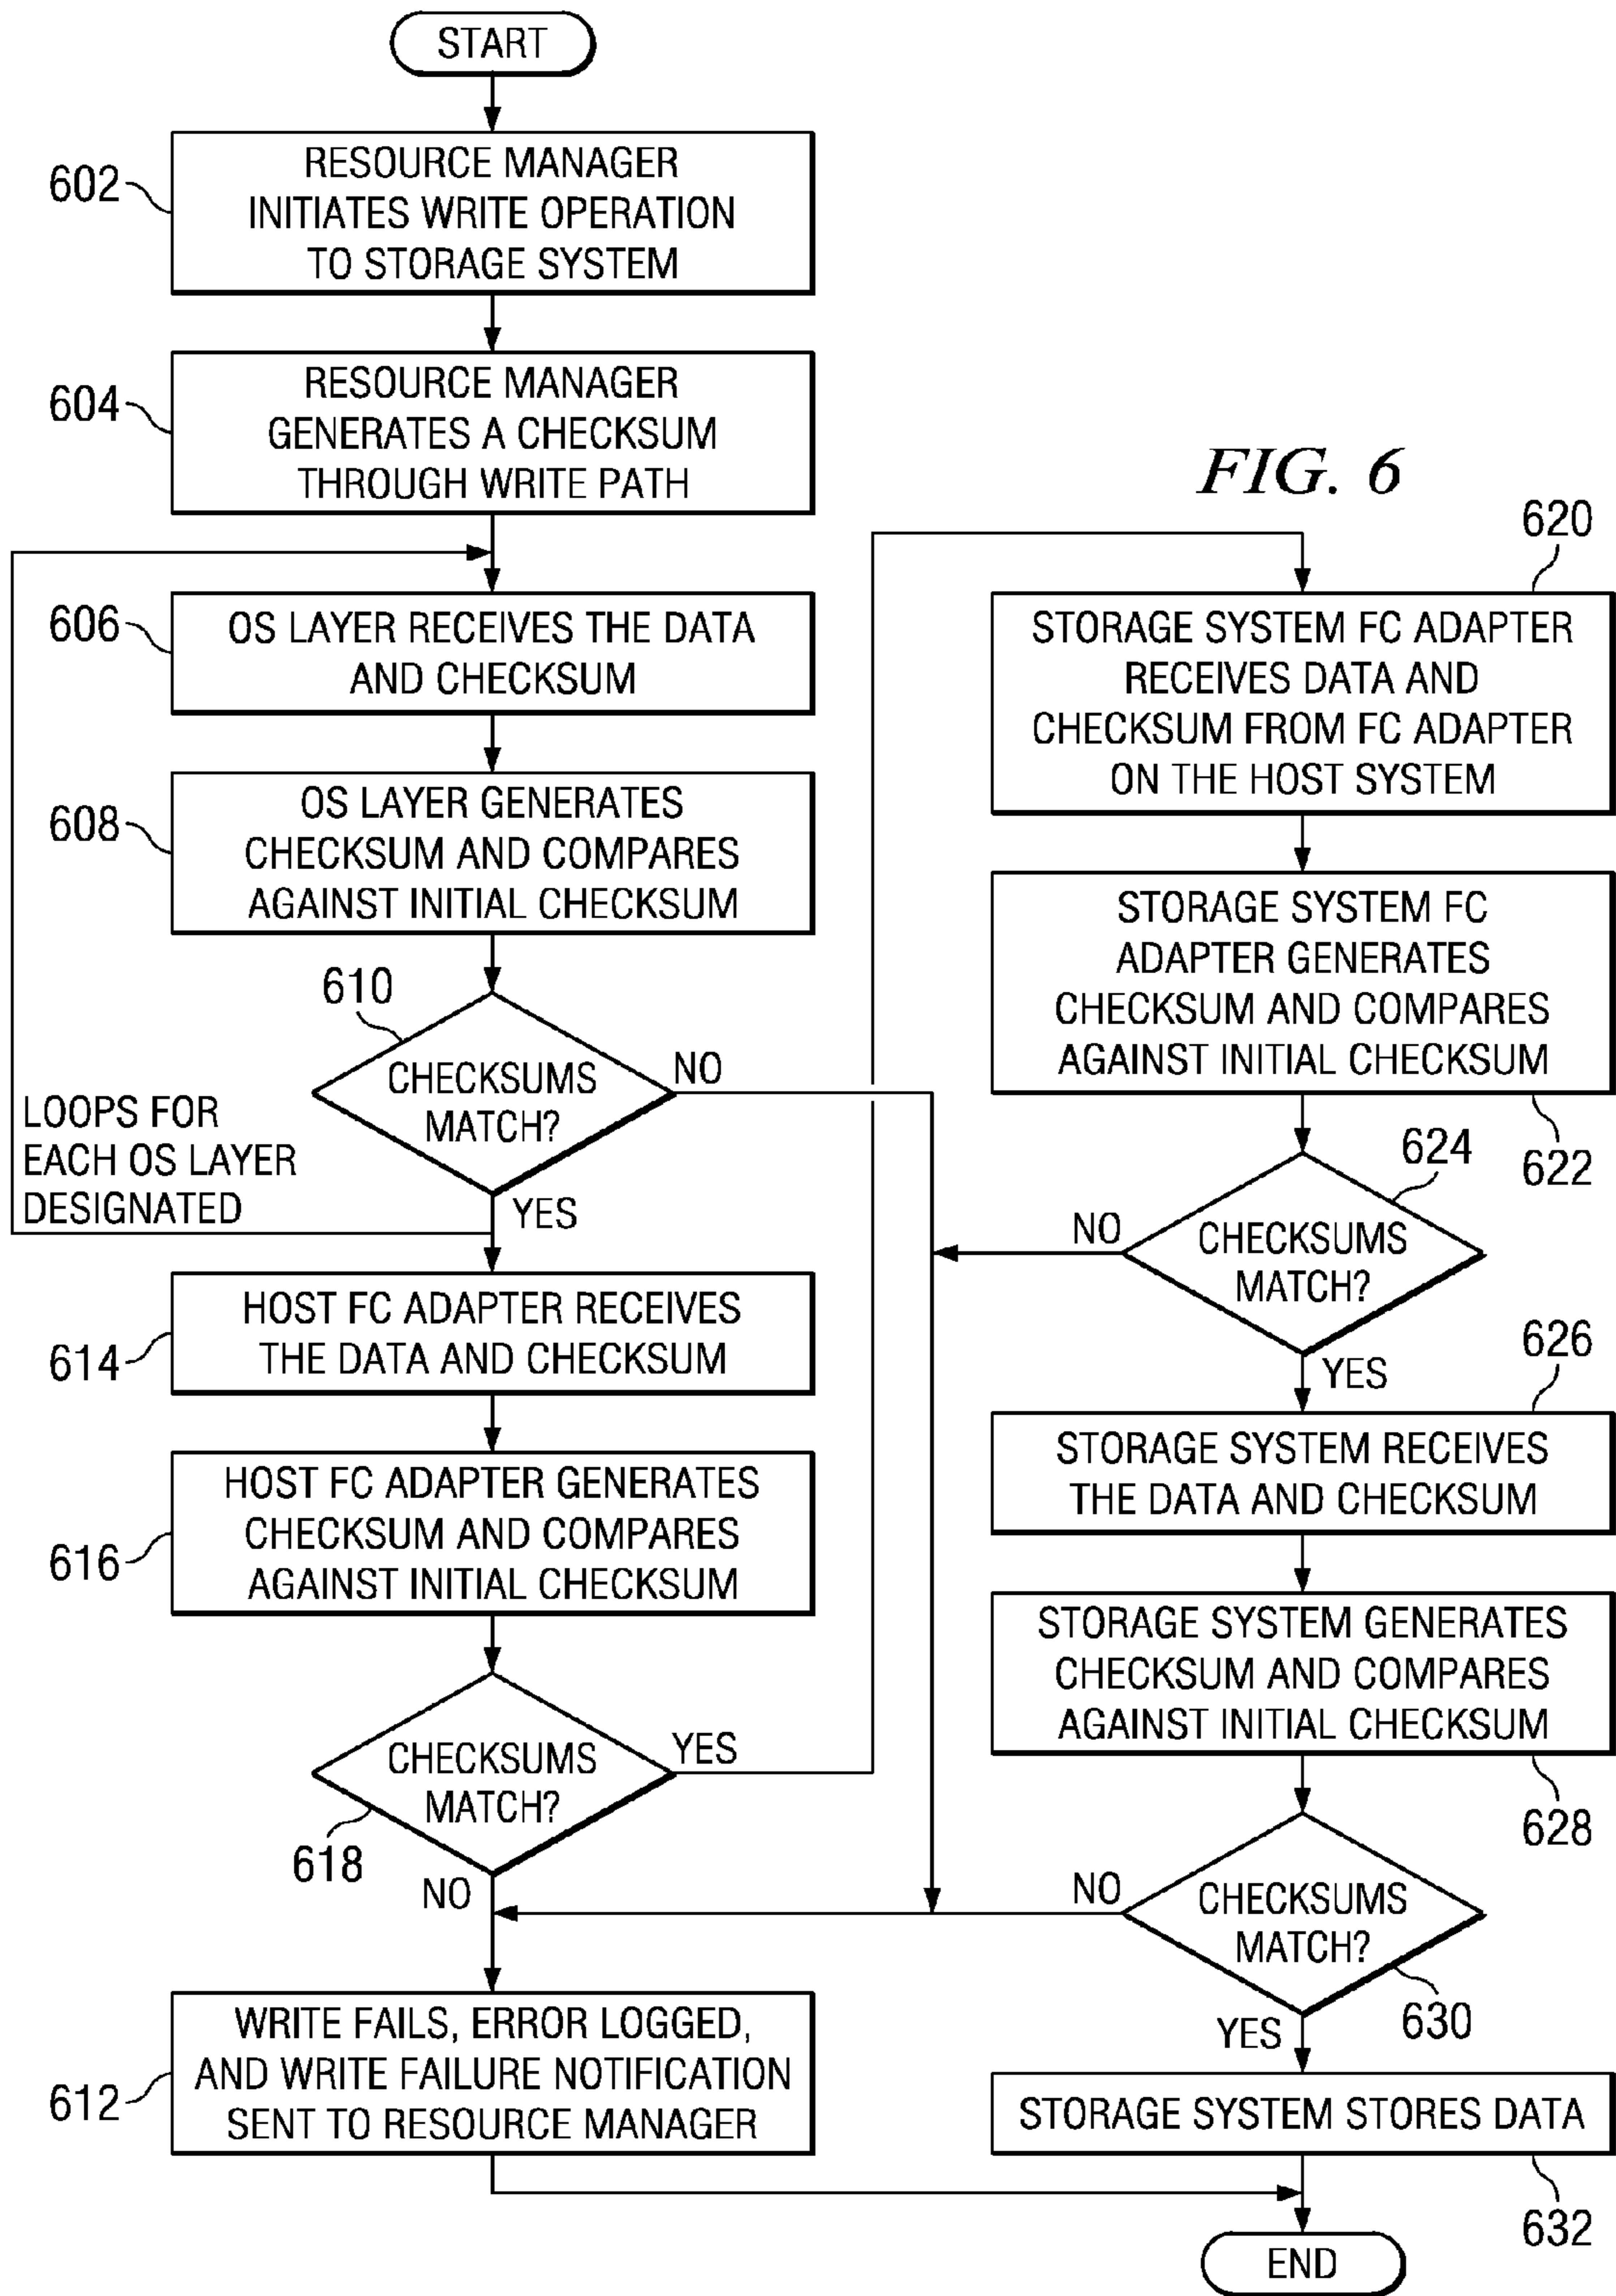 START
602
RESOURCE MANAGER
INITIATES WRITE OPERATION
TO STORAGE SYSTEM
604
RESOURCE MANAGER
GENERATES A CHECKSUM
THROUGH WRITE PATH
606
OS LAYER RECEIVES THE DATA
AND CHECKSUM
608
OS LAYER GENERATES
CHECKSUM AND COMPARES
AGAINST INITIAL CHECKSUM
610
CHECKSUMS
MATCH?
NO
YES
LOOPS FOR
EACH OS LAYER
DESIGNATED
614
HOST FC ADAPTER RECEIVES
THE DATA AND CHECKSUM
616
HOST FC ADAPTER GENERATES
CHECKSUM AND COMPARES
AGAINST INITIAL CHECKSUM
CHECKSUMS
MATCH?
YES
618
NO
612
WRITE FAILS, ERROR LOGGED,
AND WRITE FAILURE NOTIFICATION
SENT TO RESOURCE MANAGER
FIG. 6
620
STORAGE SYSTEM FC ADAPTER
RECEIVES DATA AND
CHECKSUM FROM FC ADAPTER
ON THE HOST SYSTEM
STORAGE SYSTEM FC
ADAPTER GENERATES
CHECKSUM AND COMPARES
AGAINST INITIAL CHECKSUM
622
624
NO
CHECKSUMS
MATCH?
YES
626
STORAGE SYSTEM RECEIVES
THE DATA AND CHECKSUM
STORAGE SYSTEM GENERATES
CHECKSUM AND COMPARES
AGAINST INITIAL CHECKSUM
628
NO
CHECKSUMS
MATCH?
630
YES
STORAGE SYSTEM STORES DATA
632
END